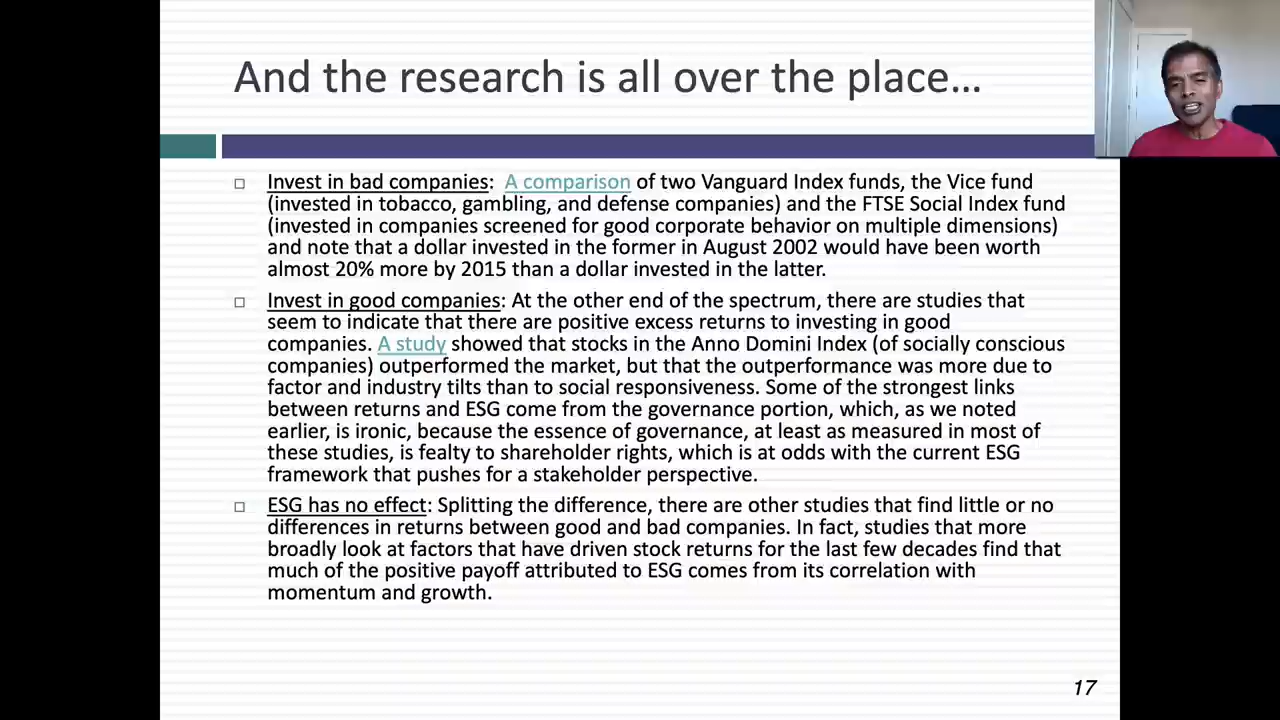 And the research is all over the place…
Invest in bad companies: A comparison of two Vanguard Index funds, the Vice fund
(invested in tobacco, gambling, and defense companies) and the FTSE Social Index fund
(invested in companies screened for good corporate behavior on multiple dimensions)
and note that a dollar invested in the former in August 2002 would have been worth
almost 20% more by 2015 than a dollar invested in the latter.
Invest in good companies: At the other end of the spectrum, there are studies that
seem to indicate that there are positive excess returns to investing in good
companies. A study showed that stocks in the Anno Domini Index (of socially conscious
companies) outperformed the market, but that the outperformance was more due to
factor and industry tilts than to social responsiveness. Some of the strongest links
between returns and ESG come from the governance portion, which, as we noted
earlier, is ironic, because the essence of governance, at least as measured in most of
these studies, is fealty to shareholder rights, which is at odds with the current ESG
framework that pushes for a stakeholder perspective.
ESG has no effect: Splitting the difference, there are other studies that find little or no
differences in returns between good and bad companies. In fact, studies that more
broadly look at factors that have driven stock returns for the last few decades find that
much of the positive payoff attributed to ESG comes from its correlation with
momentum and growth.
17